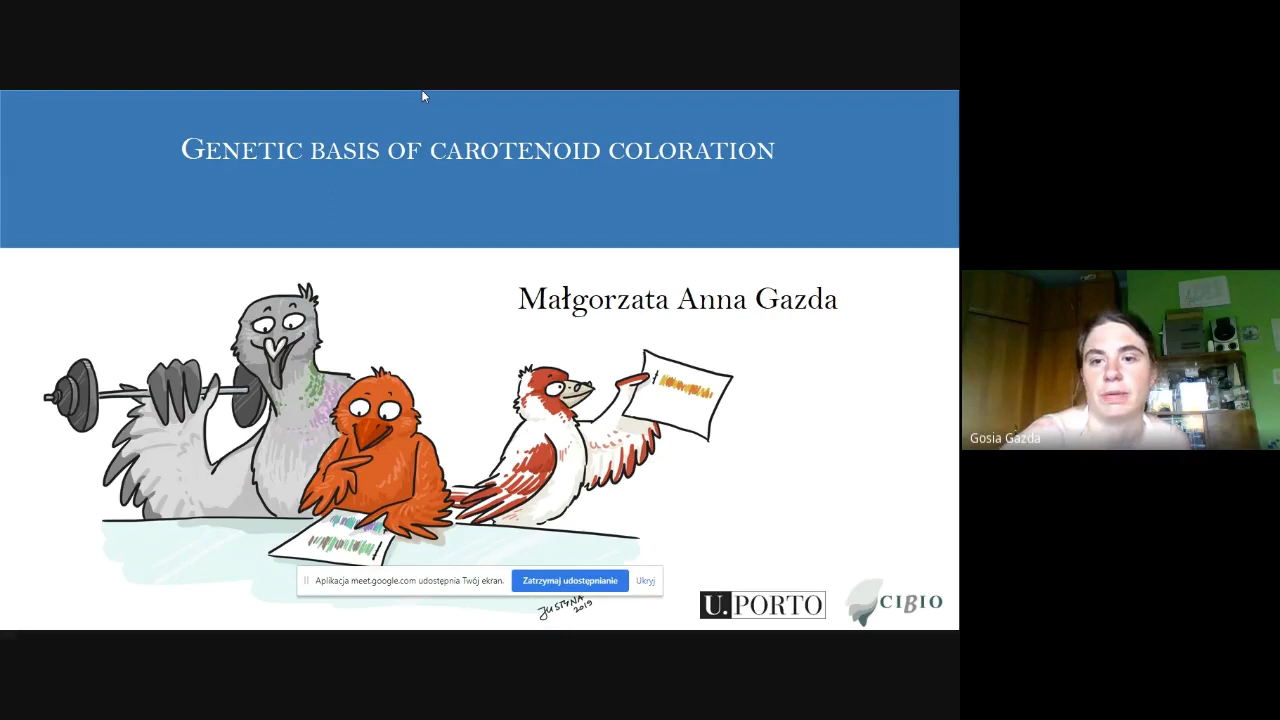 GENETIC BASIS OF CAROTENOID COLORATION
Małgorzata Anna Gazda
Gosia Gazda
Aplikacja meet.google.com udostępnia Twój ekran.
Zatrzymaj udostępnianie
Ukryj
JUSTYNA
2019
U.PORTO
CIBIO